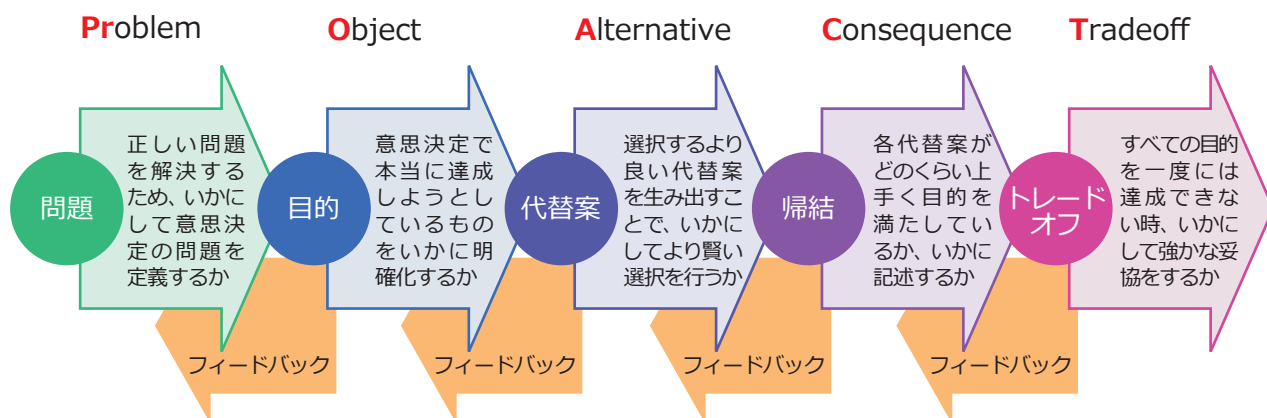 Problem
Object
Alternative
Consequence
Tradeoff
問題
正しい問題
を解決する
ため、いかに
して意思決
定の問題を
定義するか
目的
意思決定で
本当に達成
しようとし
ているもの
をいかに明
確化するか
代替案
選択するより
良い代替案
を生み出すこ
とで、いかに
してより賢い
選択を行うか
帰結
各代替案が
どのくらい上
手く目的を
満たしてい
るか、いかに
記述するか
トレード
オフ
すべての目的
を一度には
達成できな
い時、いかに
して強かな妥
協をするか
フィードバック
フィードバック
フィードバック
フィードバック